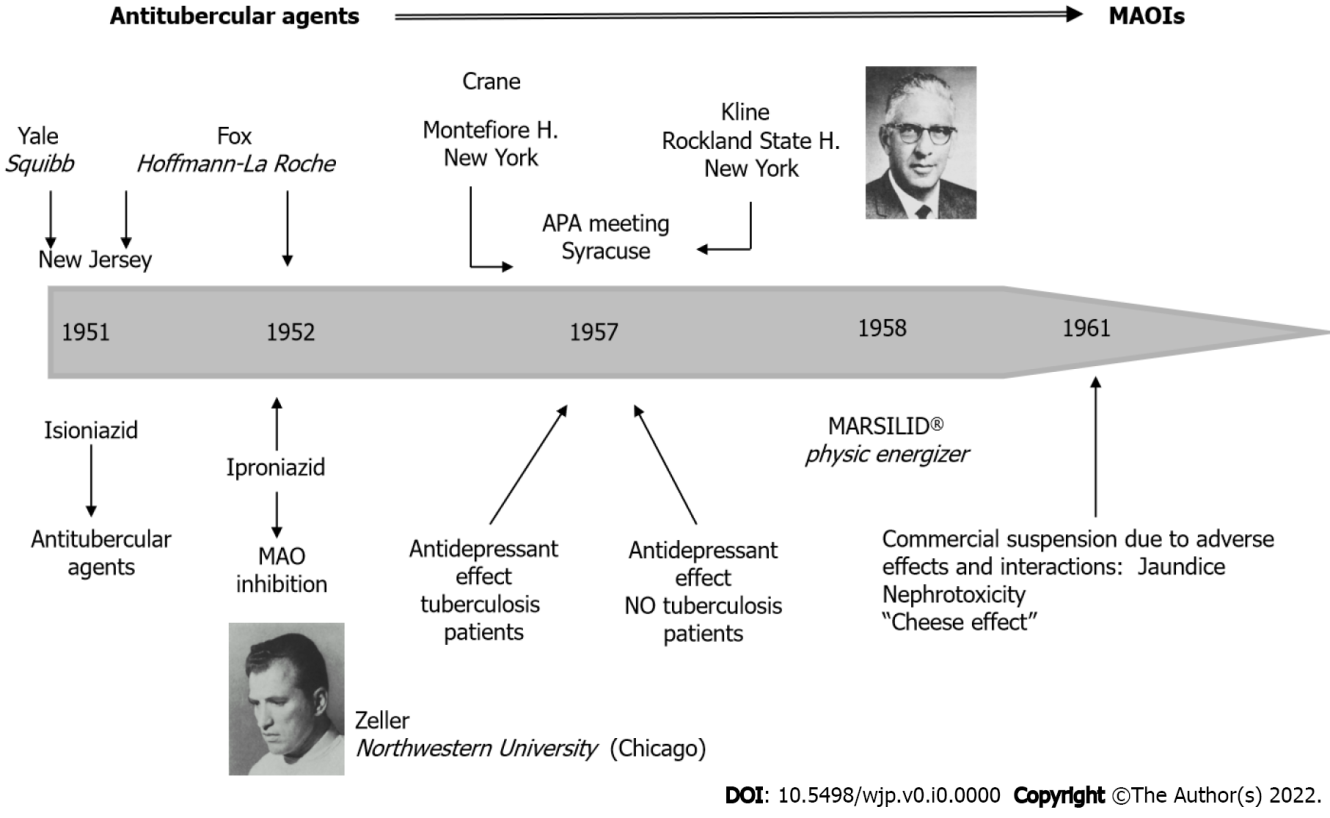 Antitubercular agents
MAOIs
Crane
Montefiore H.
New York
Kline
Rockland State H.
New York
Yale
Squibb
Fox
Hoffmann-La Roche
APA meeting
Syracuse
New Jersey
1951
1952
1957
1958
1961
Isioniazid
Antitubercular
agents
Iproniazid
MAO
inhibition
Antidepressant
effect
tuberculosis
patients
Antidepressant
effect
NO tuberculosis
patients
MARSILID®
physic energizer
Commercial suspension due to adverse
effects and interactions: Jaundice
Nephrotoxicity
“Cheese effect”
Zeller
Northwestern University (Chicago)
DOI: 10.5498/wjp.v0.i0.0000 Copyright ©The Author(s) 2022.